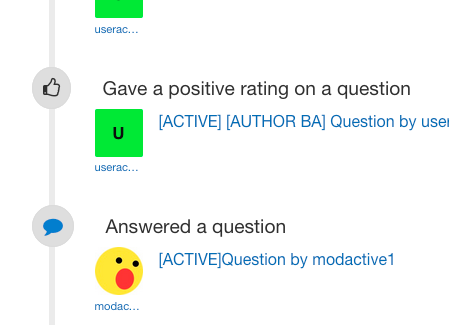 userac...
Gave a positive rating on a question
U
[ACTIVE] [AUTHOR BA] Question by user
userac...
Answered a question
[ACTIVE]Question by modactive1
modac...